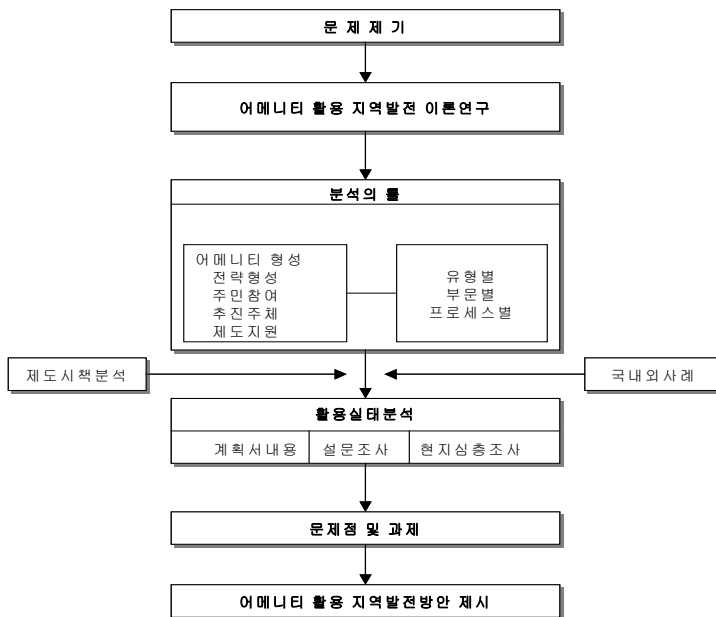 문 제 제 기
어메니티 활용 지역발전 이론연구
분석의 틀
어메니티 형성
전략형성
주민참여
추진주체
제도지원
유형별
부문별
프로세스별
제도시책분석
국내외사례
활용실태분석
계획서내용
설문조사
현지심층조사
문제점 및 과제
어메니티 활용 지역발전방안 제시